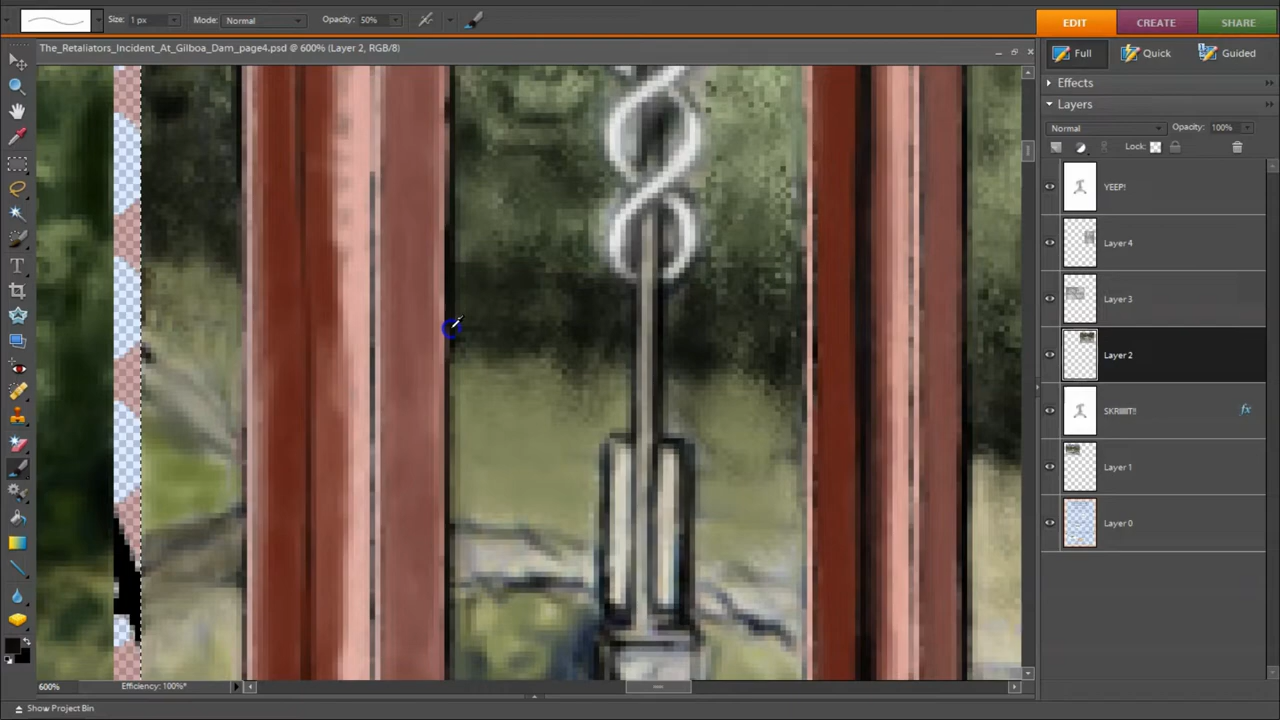 Size: 1 px Mode: Normal Opacity: 50%
EDIT CREATE SHARE
The_Retaliators_Incident_At_Gilboa_Dam_page4.psd @ 600% (Layer 2, RGB/8)
Full Quick Guided
Effects
Layers
Normal Opacity: 100%
Lock:
YEEP!
Layer 4
Layer 3
Layer 2
fx
Layer 1
Layer 0
600% Efficiency: 100%*
Show Project Bin